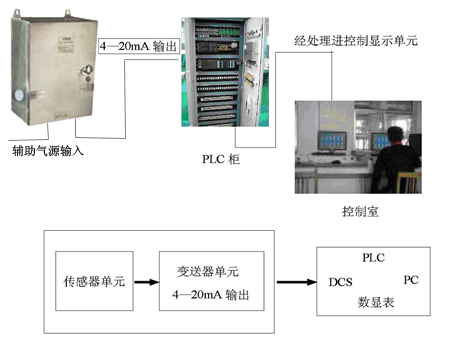 4—20mA 输出
经处理进控制显示单元
辅助气源输入
PLC 柜
控制室
传感器单元
变送器单元
4—20mA 输出
PLC
DCS
PC
数显表